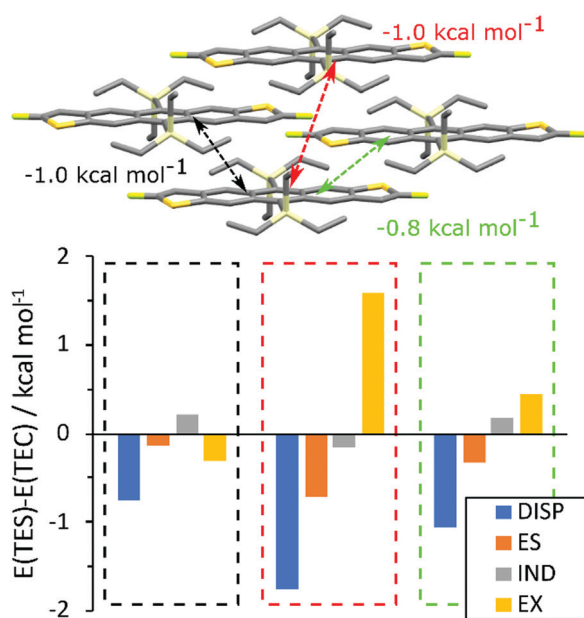 -1.0 kcal mol⁻¹
-1.0 kcal mol⁻¹
-0.8 kcal mol⁻¹
E(TES)-E(TEC) / kcal mol⁻¹
2
1
0
-1
-2
DISP
ES
IND
EX